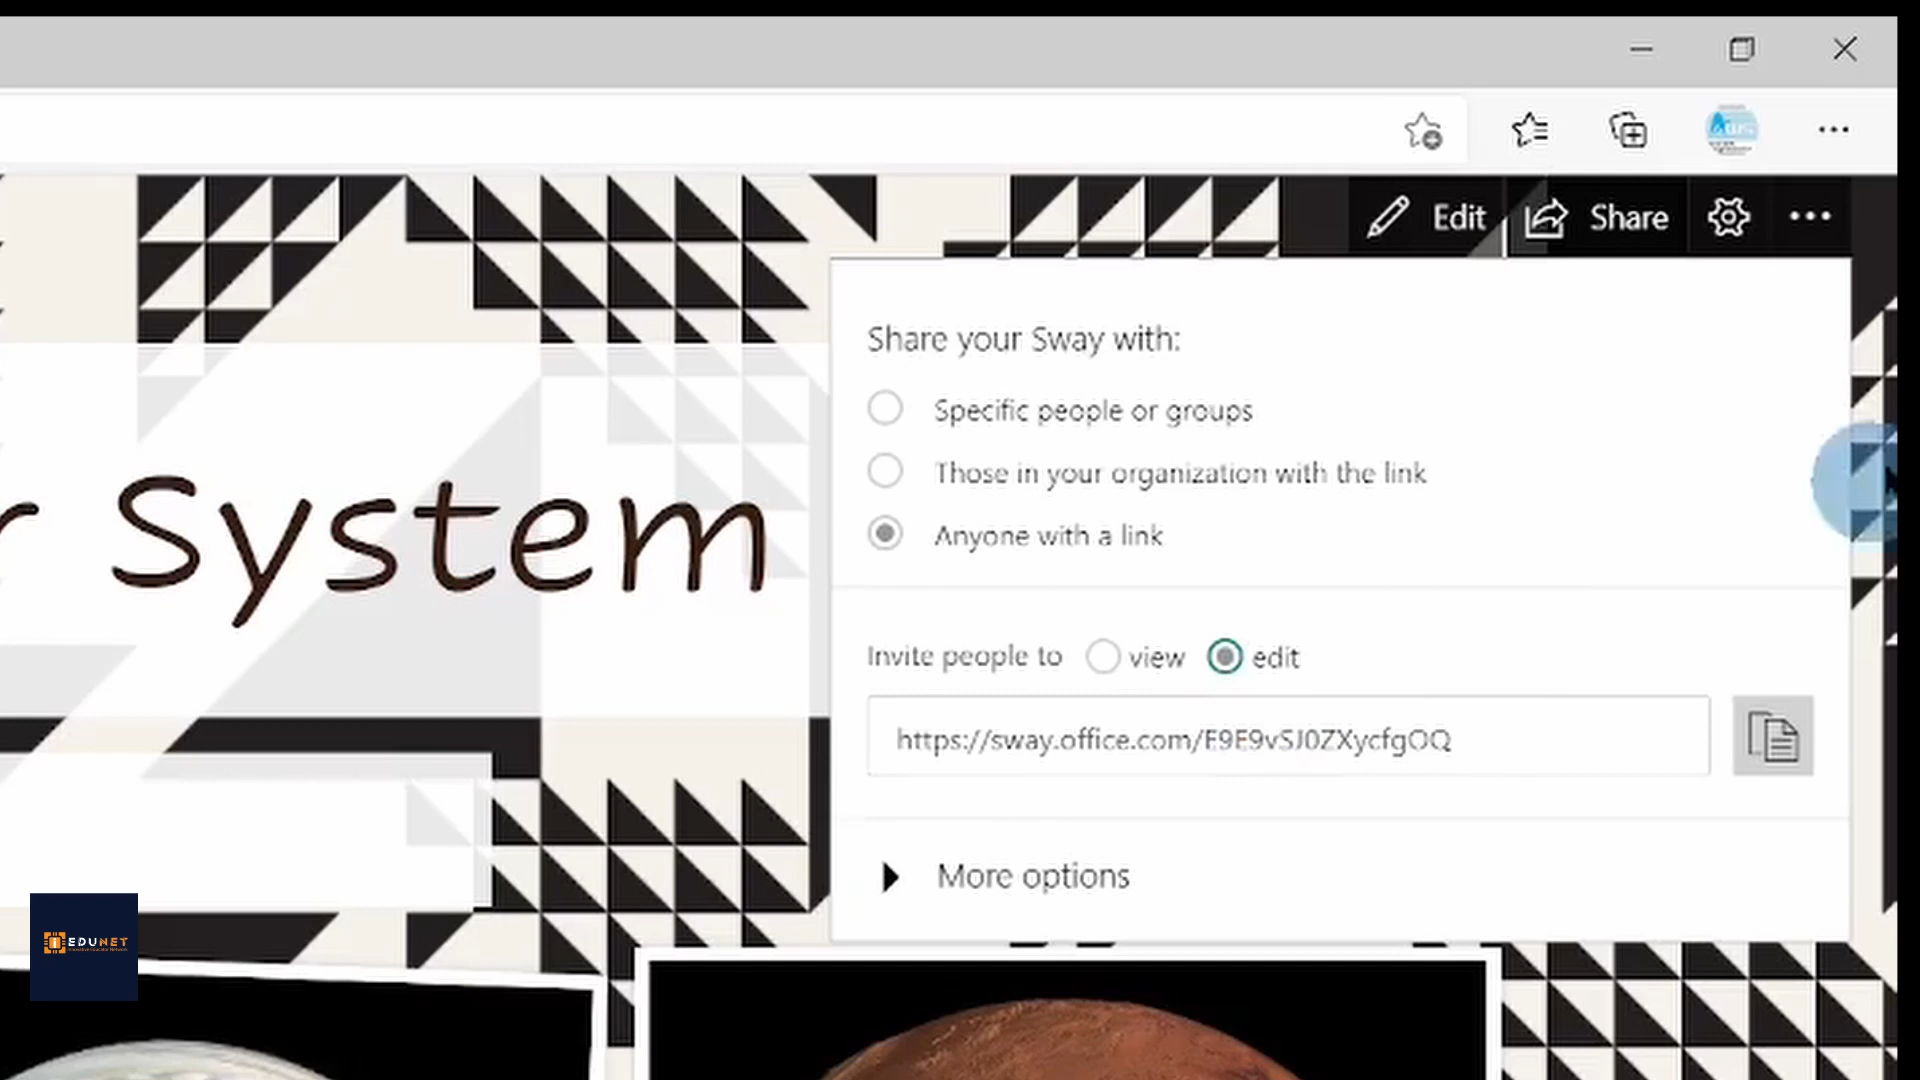 Edit
Share
Share your Sway with:
Specific people or groups
Those in your organization with the link
System
Anyone with a link
Invite people to view edit
https://sway.office.com/E9E9vSJ0ZXycfgOQ
More options
EDUNET